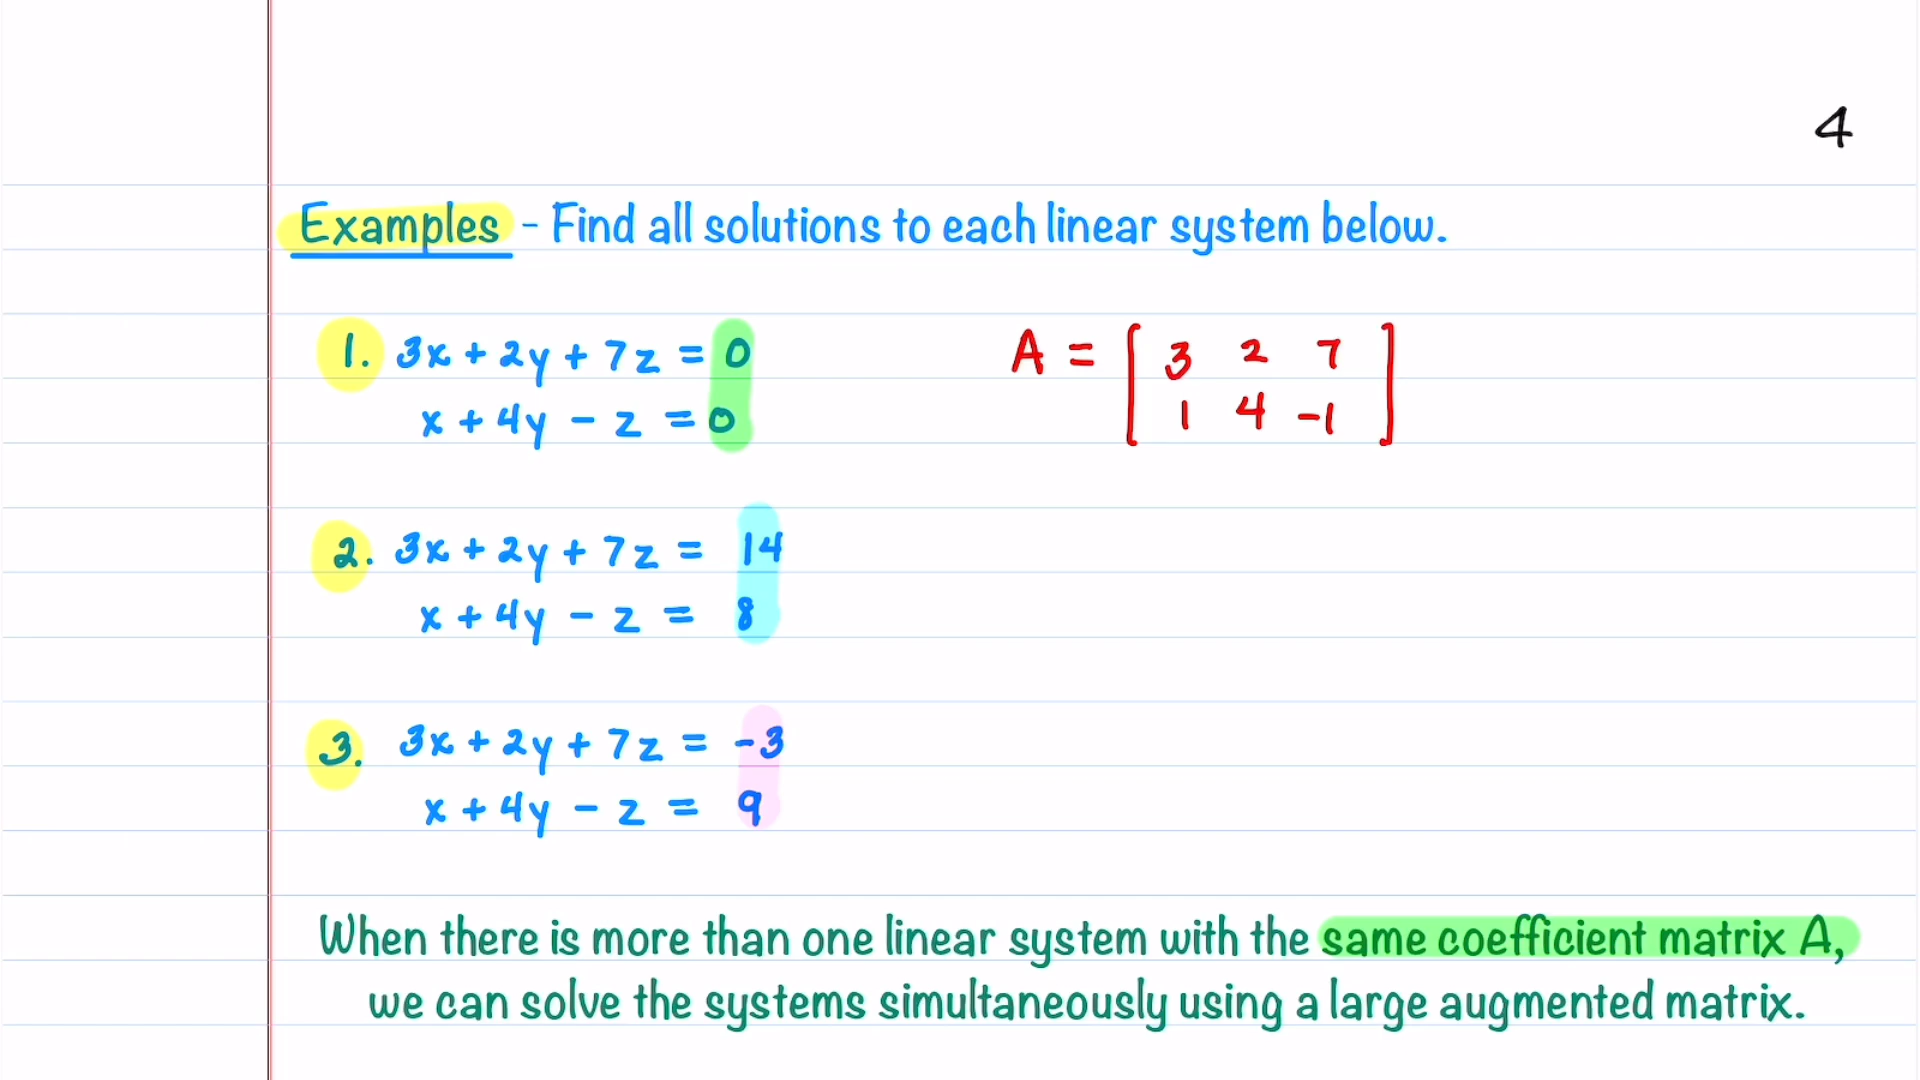 4
Examples - Find all solutions to each linear system below.
1. 3x + 2y + 7z = 0
x + 4y - z = 0
A = [ 3 2 7
1 4 -1 ]
2. 3x + 2y + 7z = 14
x + 4y - z = 8
3. 3x + 2y + 7z = -3
x + 4y - z = 9
When there is more than one linear system with the same coefficient matrix A,
we can solve the systems simultaneously using a large augmented matrix.